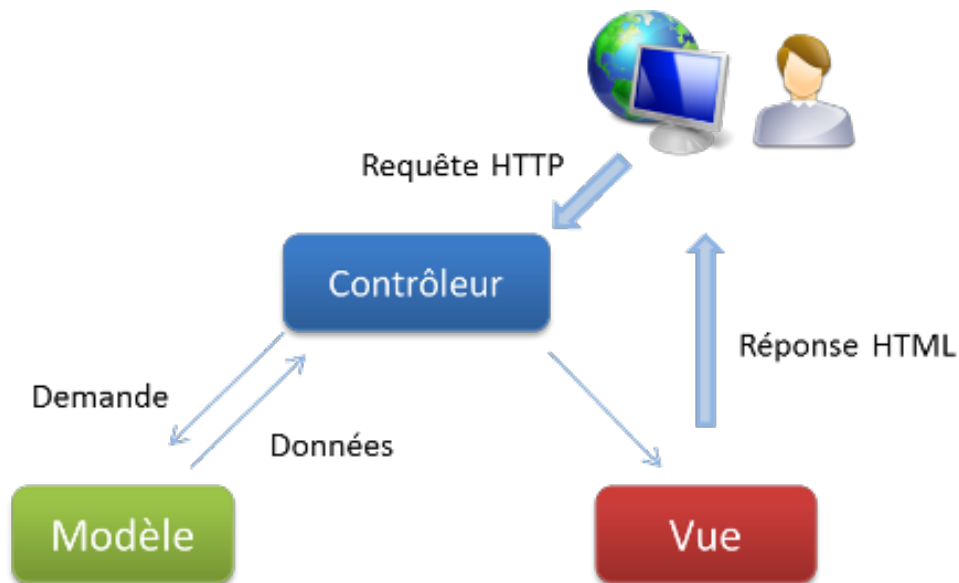 Requête HTTP
Contrôleur
Réponse HTML
Demande
Données
Modèle
Vue